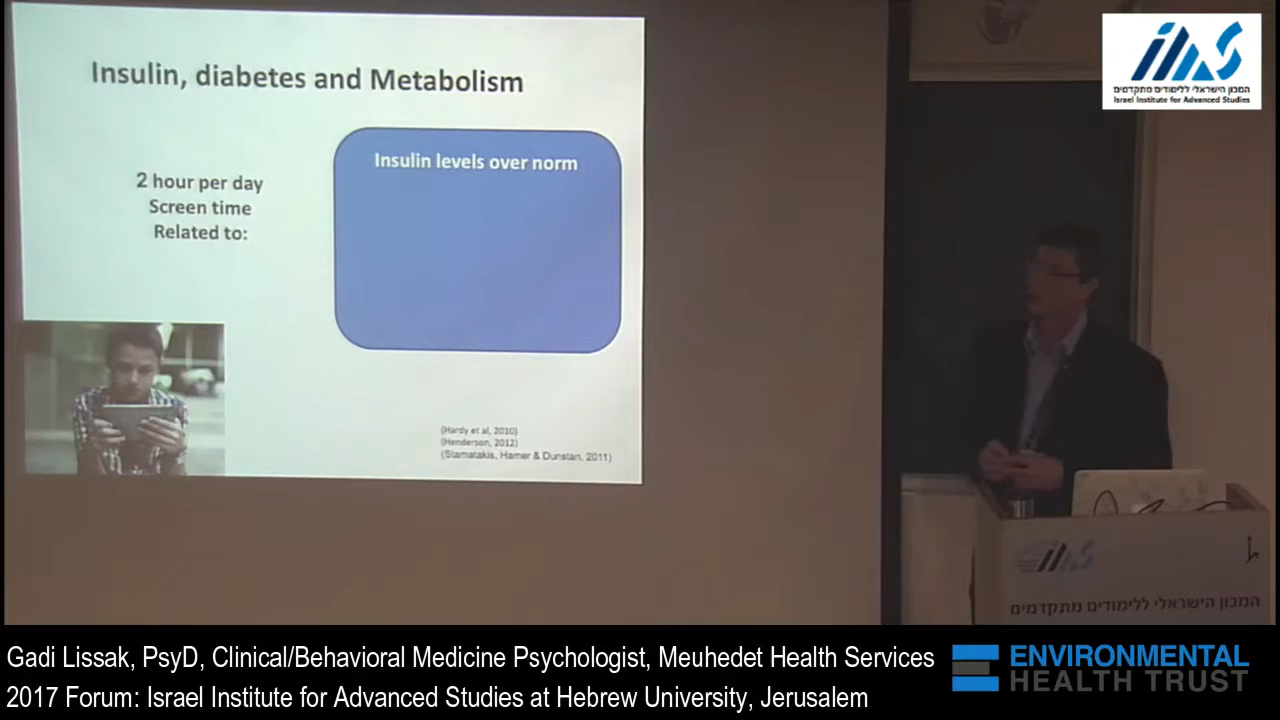 Insulin, diabetes and Metabolism
Insulin levels over norm
2 hour per day
Screen time
Related to:
(Hardy et al, 2010)
(Henderson, 2012)
(Stamatakis, Hamer & Dunstan, 2011)
המכון הישראלי ללימודים מתקדמים
Israel Institute for Advanced Studies
המכון הישראלי ללימודים מתקדמים
Gadi Lissak, PsyD, Clinical/Behavioral Medicine Psychologist, Meuhedet Health Services
2017 Forum: Israel Institute for Advanced Studies at Hebrew University, Jerusalem
ENVIRONMENTAL
HEALTH TRUST